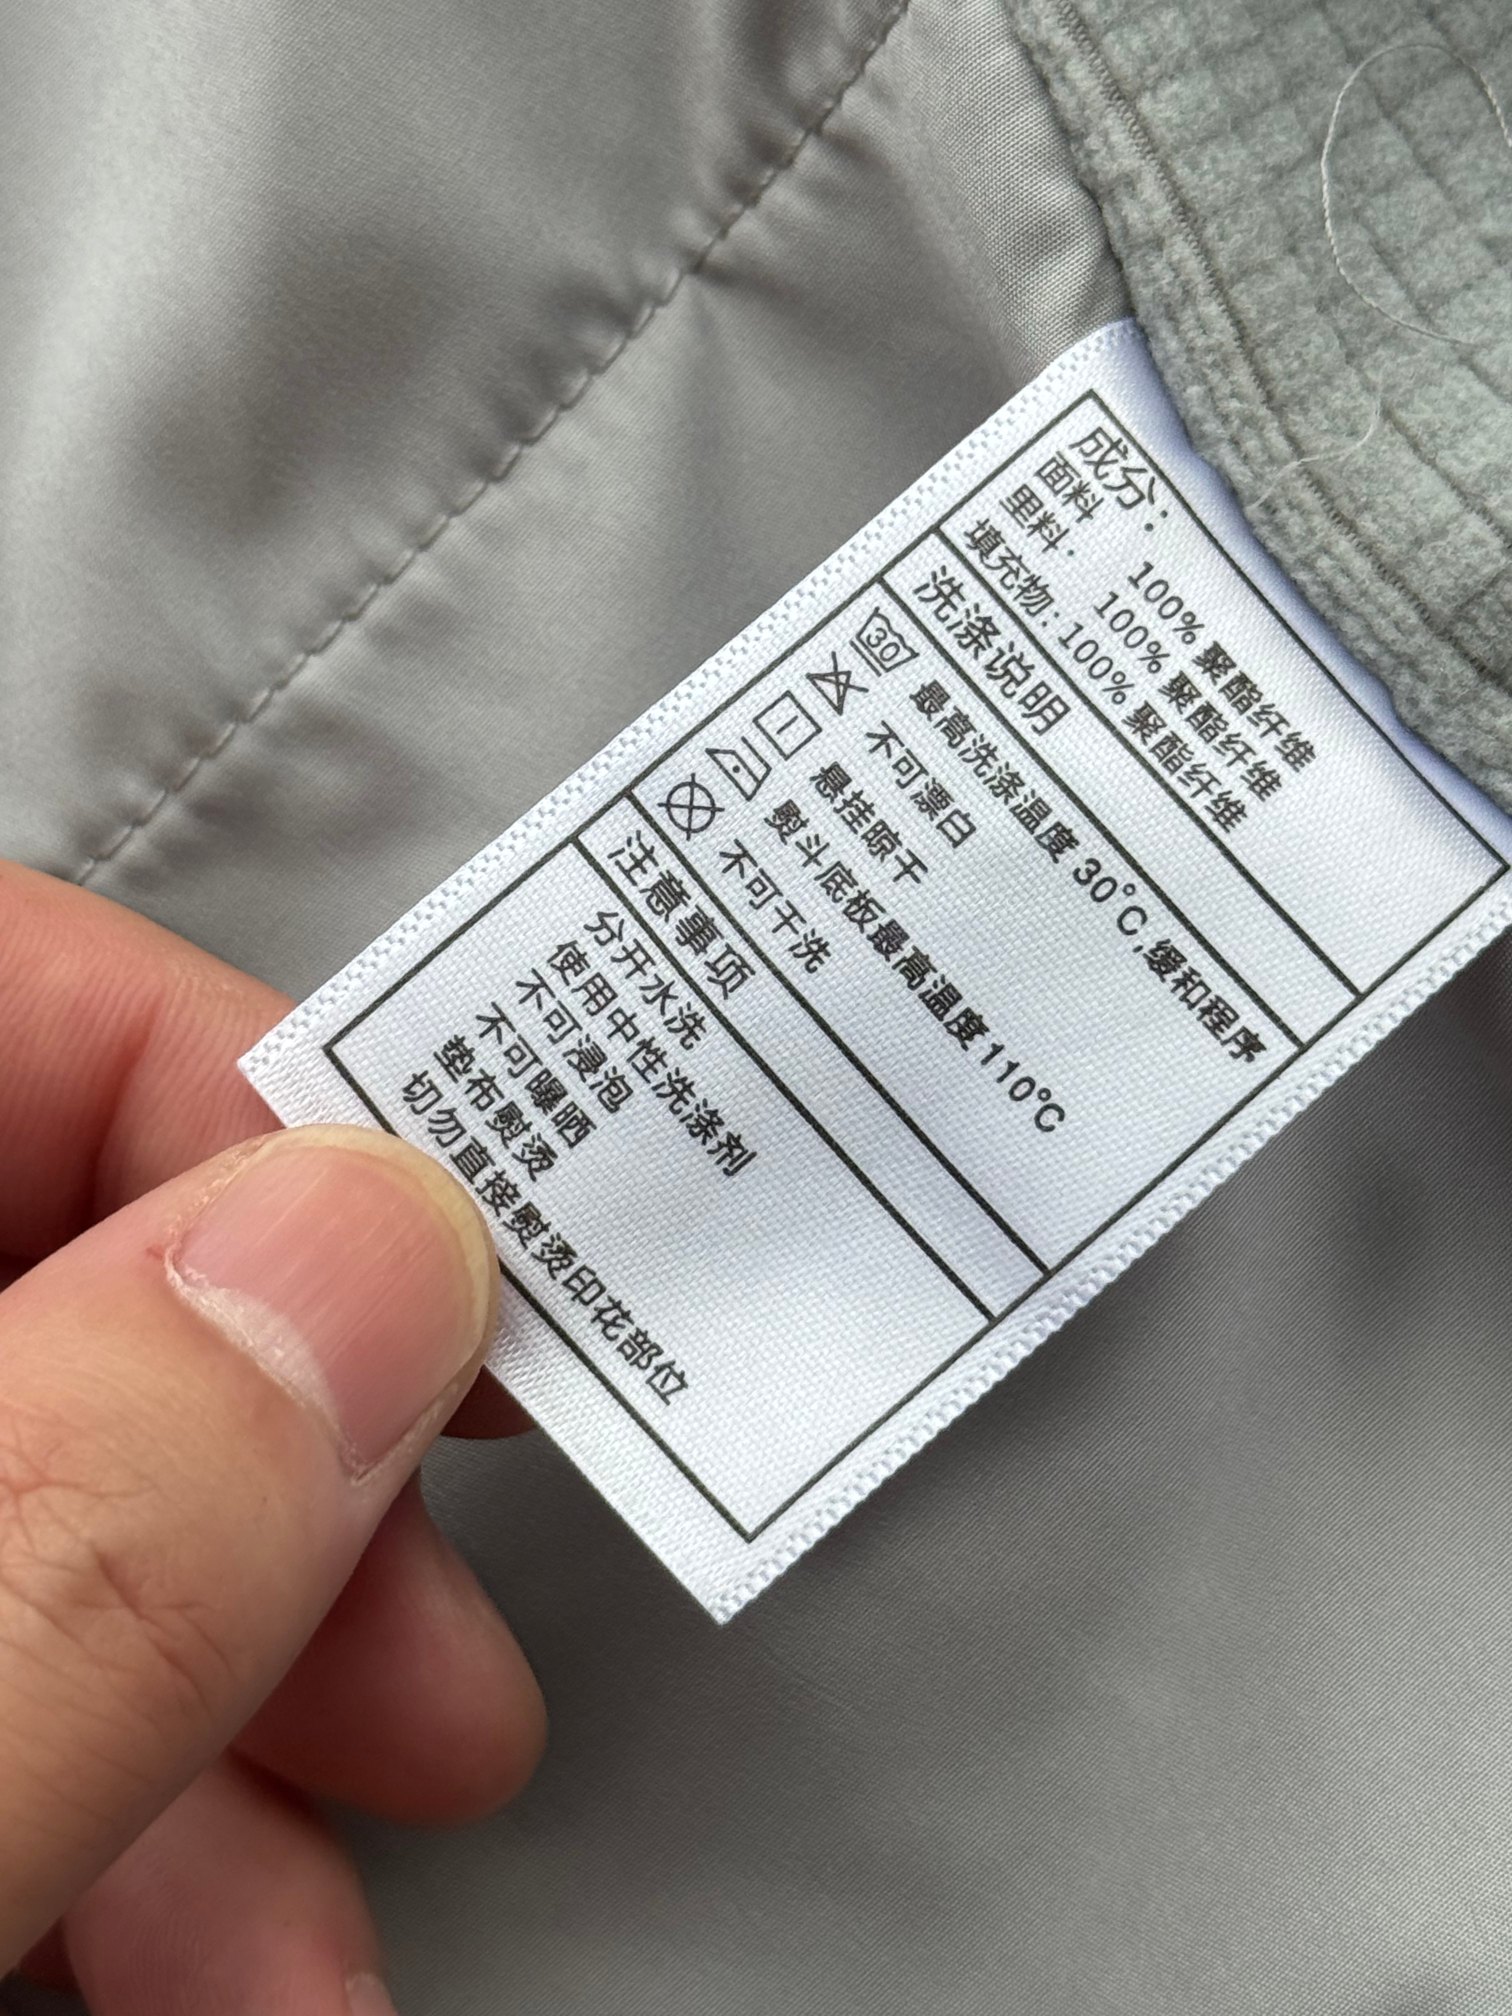 成分:
面料: 100% 聚酯纤维
里料: 100% 聚酯纤维
填充物: 100% 聚酯纤维
洗涤说明
30 最高洗涤温度 30℃,缓和程序
不可漂白
悬挂晾干
熨斗底板最高温度110℃
不可干洗
注意事项
分开水洗
使用中性洗涤剂
不可浸泡
不可曝晒
垫布熨烫
切勿直接熨烫印花部位